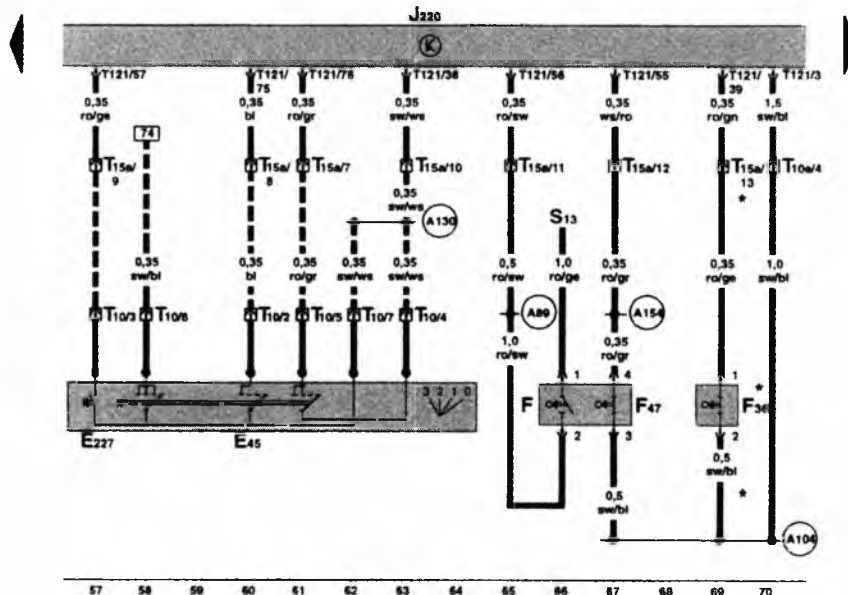 J220
K
T121/57 T121/75 T121/76 T121/36 T121/56 T121/55 T121/39 T121/3
0,35 ro/ge 0,35 bl 0,35 ro/gr 0,35 sw/ws 0,35 ro/sw 0,35 ws/ro 0,35 ro/gn 1,5 sw/bl
74
T15a/9 T15a/8 T15a/7 T15a/10 T15a/11 T15a/12 T15a/13 T10a/4
*
0,35 sw/ws
A130
S13
0,35 sw/bl 0,35 bl 0,35 ro/gr 0,35 sw/ws 0,35 sw/ws 0,5 ro/sw 1,0 ro/ge 0,35 ro/gr 0,35 ro/ge 1,0 sw/bl
T10/3 T10/6 T10/2 T10/5 T10/7 T10/4 A89 A154
1,0 ro/sw 0,35 ro/gr
1 4 1
3 2 1 0
F F47 F36 *
E227 E45
2 3 2
0,5 sw/bl *
0,5 sw/bl
A104
57 58 59 60 61 62 63 64 65 66 67 68 69 70